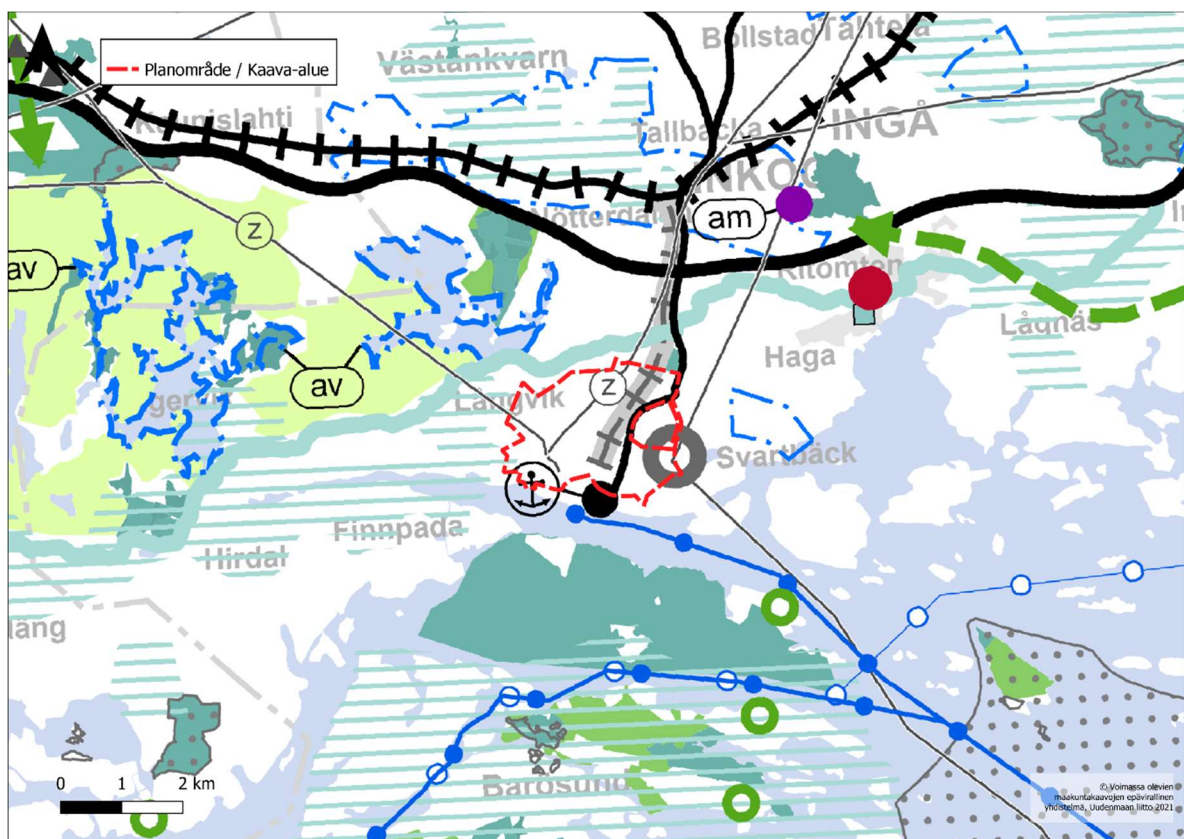 Planområde / Kaava-alue
Västankvarn
Bollstad
Tähtelä
Tallbacka
INGÅ
am
z
av
Haga
Lågnäs
z
av
Långvik
Svartbäck
Finnpada
Hirdal
Barösund
0 1 2 km
© Voimassa olevien
maakuntakaavojen epävirallinen
yhdistelmä, Uudenmaan liitto 2021